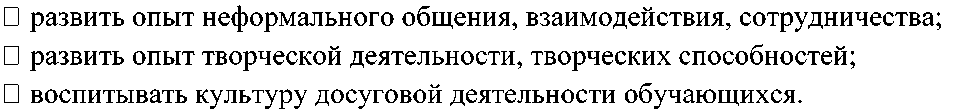 □ развить опыт неформального общения, взаимодействия, сотрудничества;
□ развить опыт творческой деятельности, творческих способностей;
□ воспитывать культуру досуговой деятельности обучающихся.